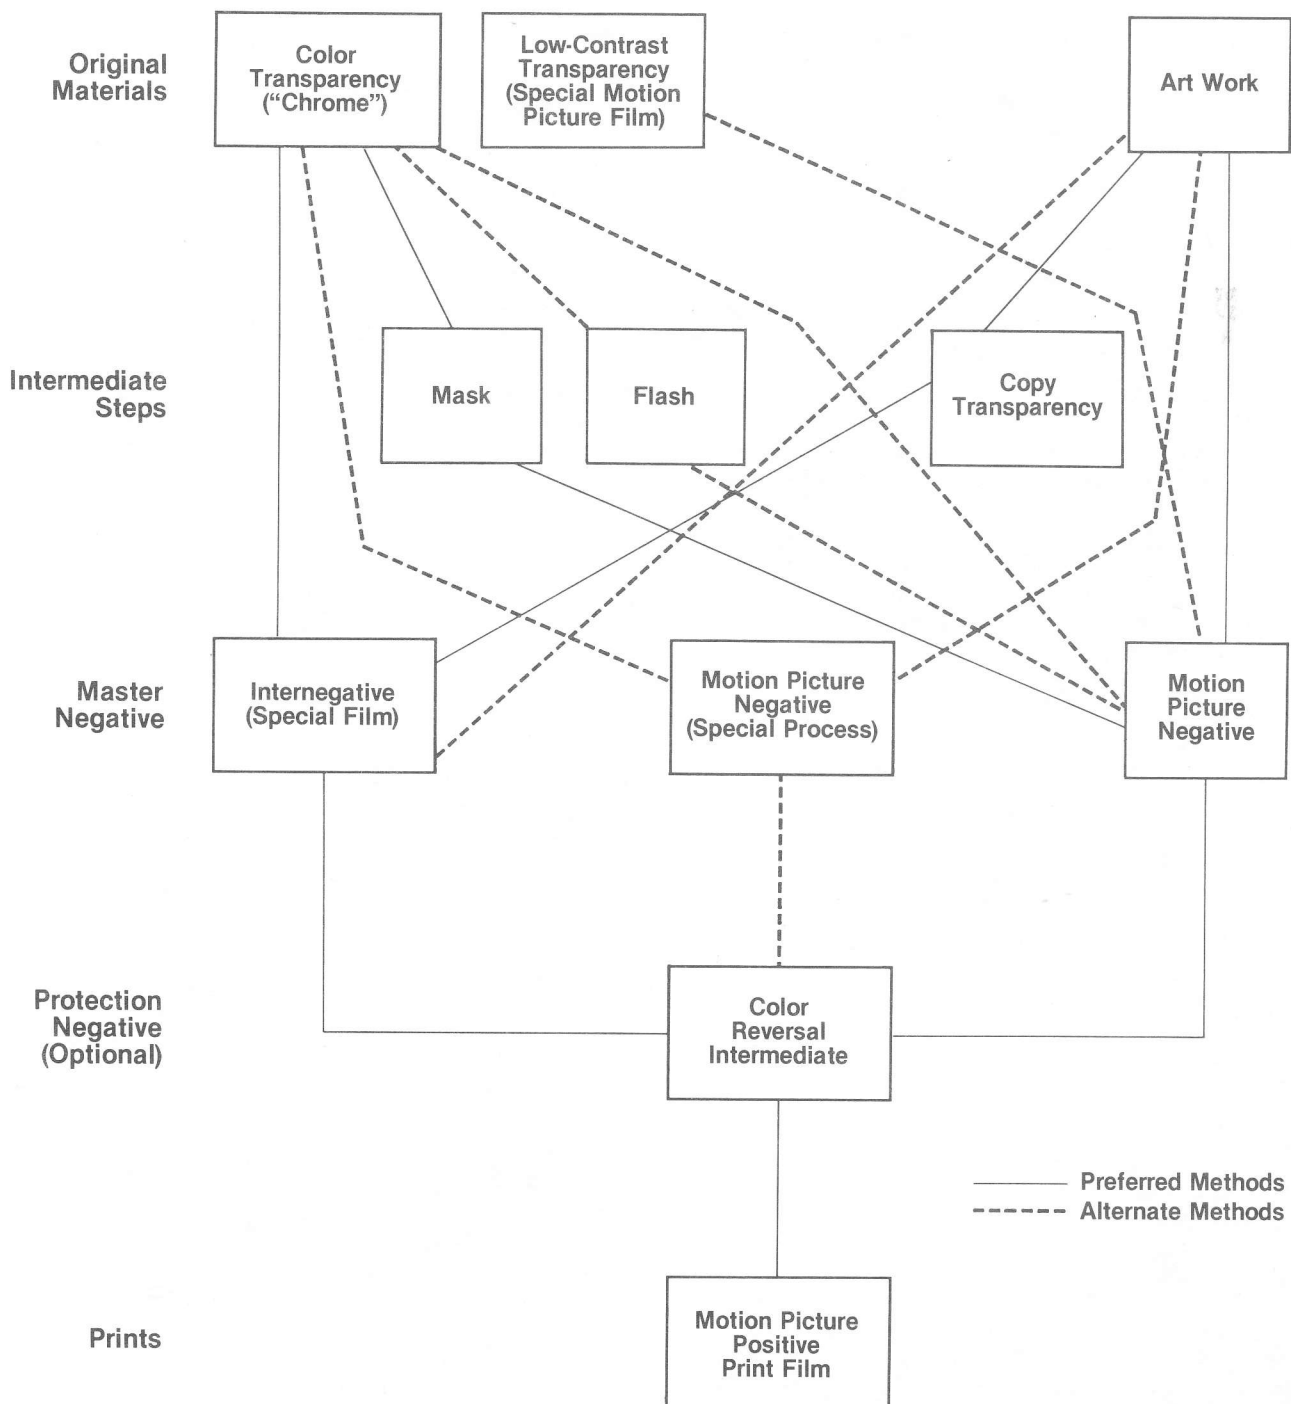 Original
Materials
Color
Transparency
(“Chrome”)
Low-Contrast
Transparency
(Special Motion
Picture Film)
Art Work
Intermediate
Steps
Mask
Flash
Copy
Transparency
Master
Negative
Internegative
(Special Film)
Motion Picture
Negative
(Special Process)
Motion
Picture
Negative
Protection
Negative
(Optional)
Color
Reversal
Intermediate
Preferred Methods
Alternate Methods
Prints
Motion Picture
Positive
Print Film